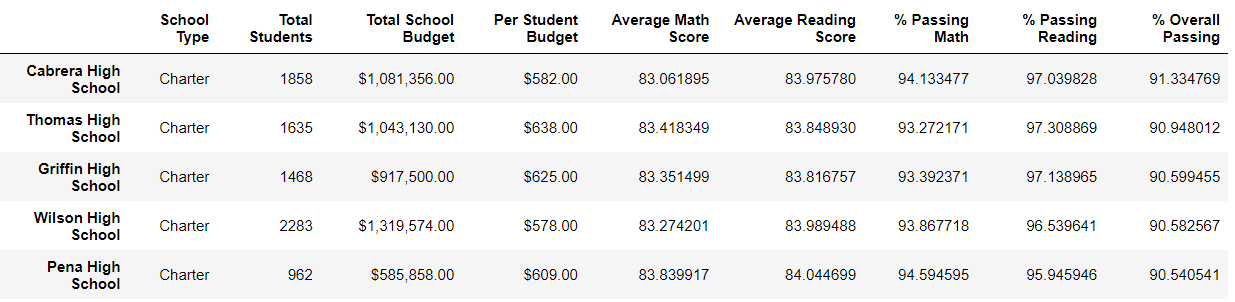 School Type Total Students Total School Budget Per Student Budget Average Math Score Average Reading Score % Passing Math % Passing Reading % Overall Passing
Cabrera High School Charter 1858 $1,081,356.00 $582.00 83.061895 83.975780 94.133477 97.039828 91.334769
Thomas High School Charter 1635 $1,043,130.00 $638.00 83.418349 83.848930 93.272171 97.308869 90.948012
Griffin High School Charter 1468 $917,500.00 $625.00 83.351499 83.816757 93.392371 97.138965 90.599455
Wilson High School Charter 2283 $1,319,574.00 $578.00 83.274201 83.989488 93.867718 96.539641 90.582567
Pena High School Charter 962 $585,858.00 $609.00 83.839917 84.044699 94.594595 95.945946 90.540541